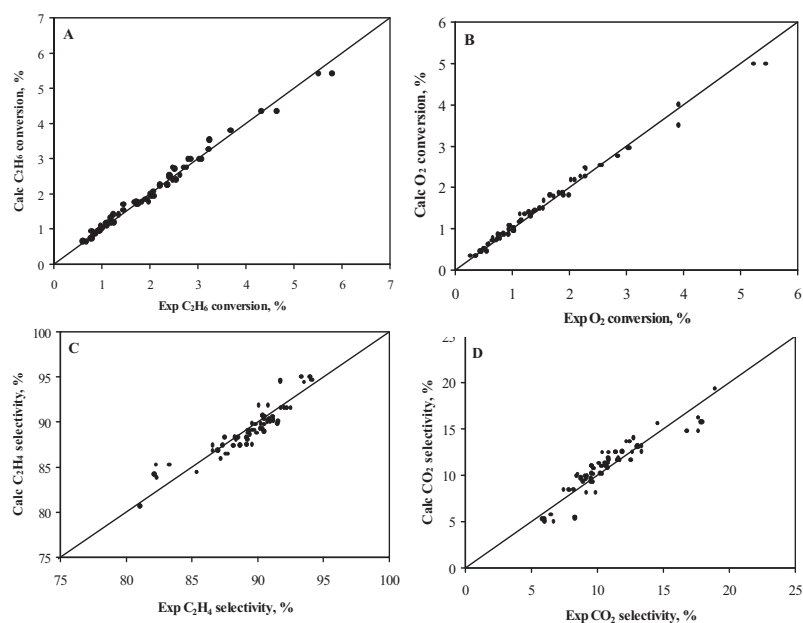 A
Calc C₂H₆ conversion, %
7
6
5
4
3
2
1
0
0 1 2 3 4 5 6 7
Exp C₂H₆ conversion, %
B
Calc O₂ conversion, %
6
5
4
3
2
1
0
0 1 2 3 4 5 6
Exp O₂ conversion, %
C
Calc C₂H₄ selectivity, %
100
95
90
85
80
75
75 80 85 90 95 100
Exp C₂H₄ selectivity, %
D
Calc CO₂ selectivity, %
25
20
15
10
5
0
0 5 10 15 20 25
Exp CO₂ selectivity, %